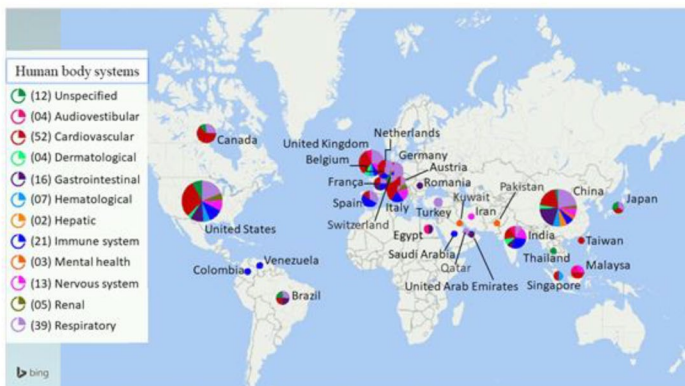 Human body systems
(12) Unspecified
(04) Audiovestibular
(52) Cardiovascular
(04) Dermatological
(16) Gastrointestinal
(07) Hematological
(02) Hepatic
(21) Immune system
(03) Mental health
(13) Nervous system
(05) Renal
(39) Respiratory
Canada
United States
Colombia
Venezuela
Brazil
Netherlands
United Kingdom
Germany
Belgium
Austria
França
Romania
Spain
Italy
Switzerland
Turkey
Kuwait
Pakistan
Iran
Egypt
Saudi Arabia
Qatar
United Arab Emirates
China
Japan
India
Taiwan
Thailand
Malaysa
Singapore
bing